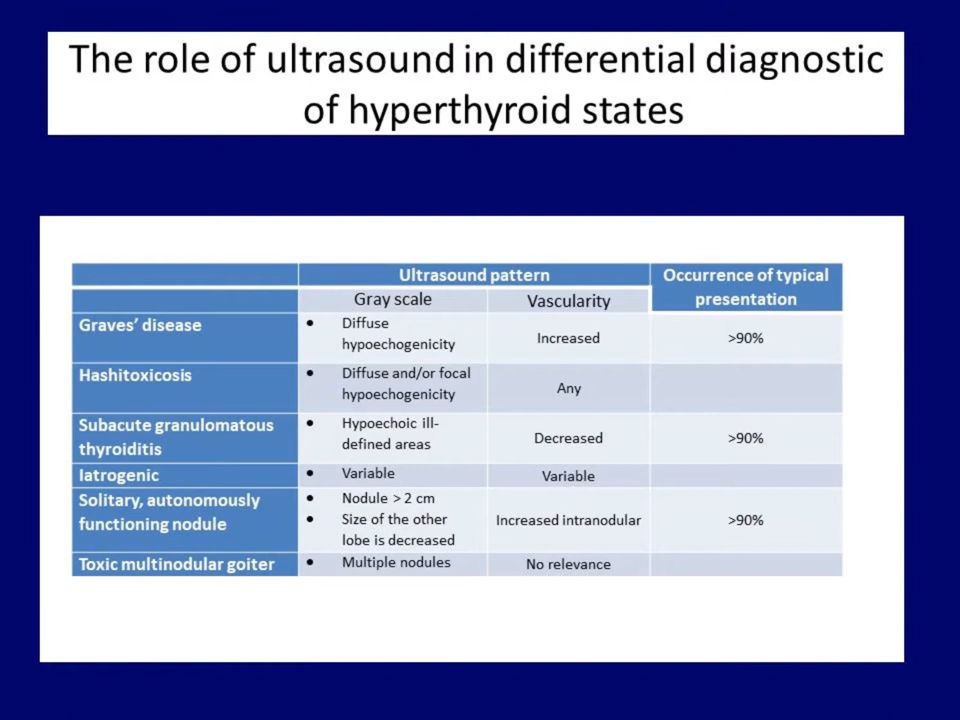 The role of ultrasound in differential diagnostic
of hyperthyroid states
Ultrasound pattern
Occurrence of typical
presentation
Gray scale
Vascularity
Graves’ disease
• Diffuse
hypoechogenicity
Increased
>90%
Hashitoxicosis
• Diffuse and/or focal
hypoechogenicity
Any
Subacute granulomatous
thyroiditis
• Hypoechoic ill-
defined areas
Decreased
>90%
Iatrogenic
• Variable
Variable
Solitary, autonomously
functioning nodule
• Nodule > 2 cm
• Size of the other
lobe is decreased
Increased intranodular
>90%
Toxic multinodular goiter
• Multiple nodules
No relevance